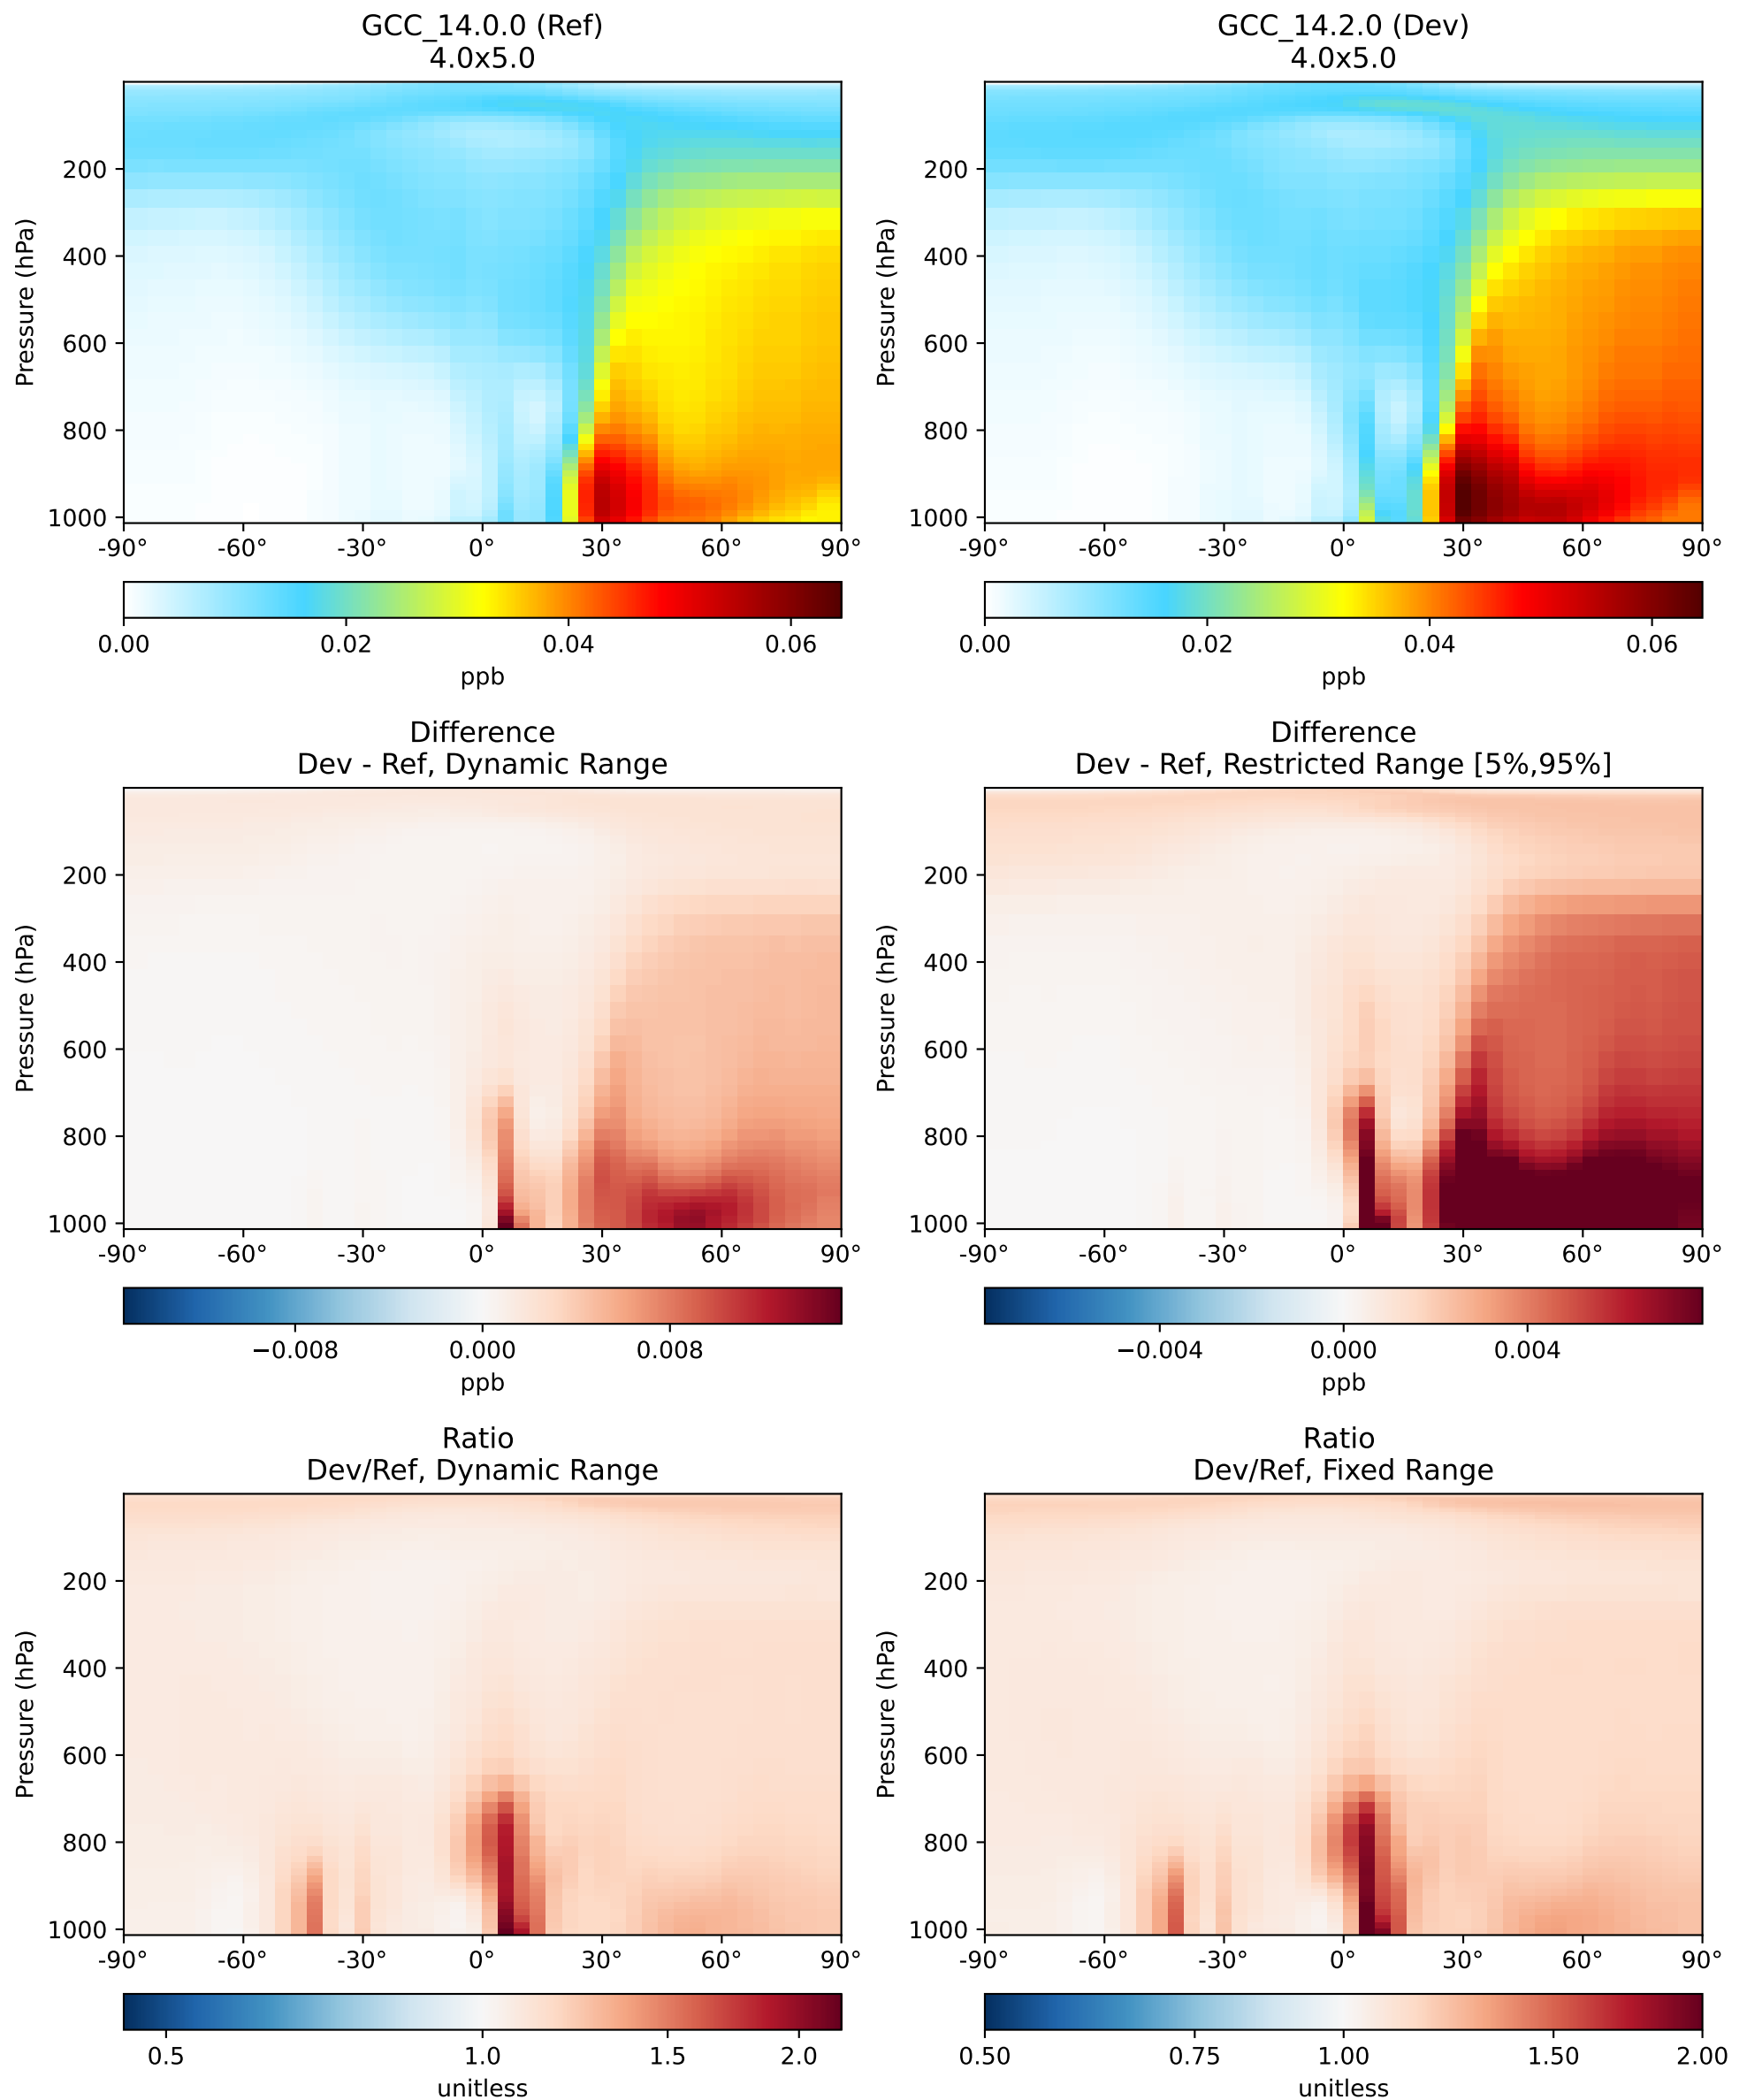 GCC_14.0.0 (Ref)
4.0x5.0
Pressure (hPa)
200
400
600
800
1000
-90° -60° -30° 0° 30° 60° 90°
0.00 0.02 0.04 0.06
ppb
GCC_14.2.0 (Dev)
4.0x5.0
Pressure (hPa)
200
400
600
800
1000
-90° -60° -30° 0° 30° 60° 90°
0.00 0.02 0.04 0.06
ppb
Difference
Dev - Ref, Dynamic Range
Pressure (hPa)
200
400
600
800
1000
-90° -60° -30° 0° 30° 60° 90°
−0.008 0.000 0.008
ppb
Difference
Dev - Ref, Restricted Range [5%,95%]
Pressure (hPa)
200
400
600
800
1000
-90° -60° -30° 0° 30° 60° 90°
−0.004 0.000 0.004
ppb
Ratio
Dev/Ref, Dynamic Range
Pressure (hPa)
200
400
600
800
1000
-90° -60° -30° 0° 30° 60° 90°
0.5 1.0 1.5 2.0
unitless
Ratio
Dev/Ref, Fixed Range
Pressure (hPa)
200
400
600
800
1000
-90° -60° -30° 0° 30° 60° 90°
0.50 0.75 1.00 1.50 2.00
unitless